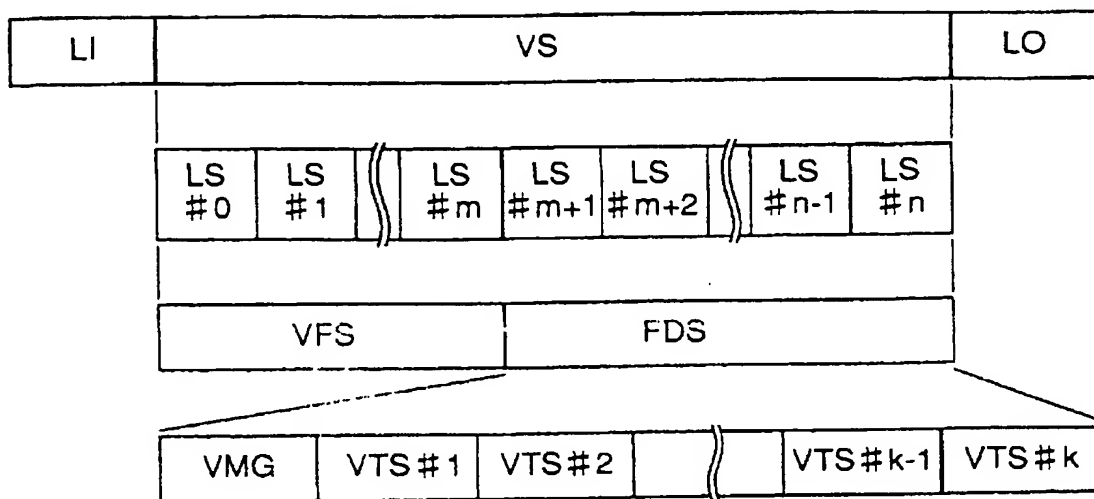 LI VS LO
LS #0 LS #1 LS #m LS #m+1 LS #m+2 LS #n-1 LS #n
VFS FDS
VMG VTS#1 VTS#2 VTS#k-1 VTS#k